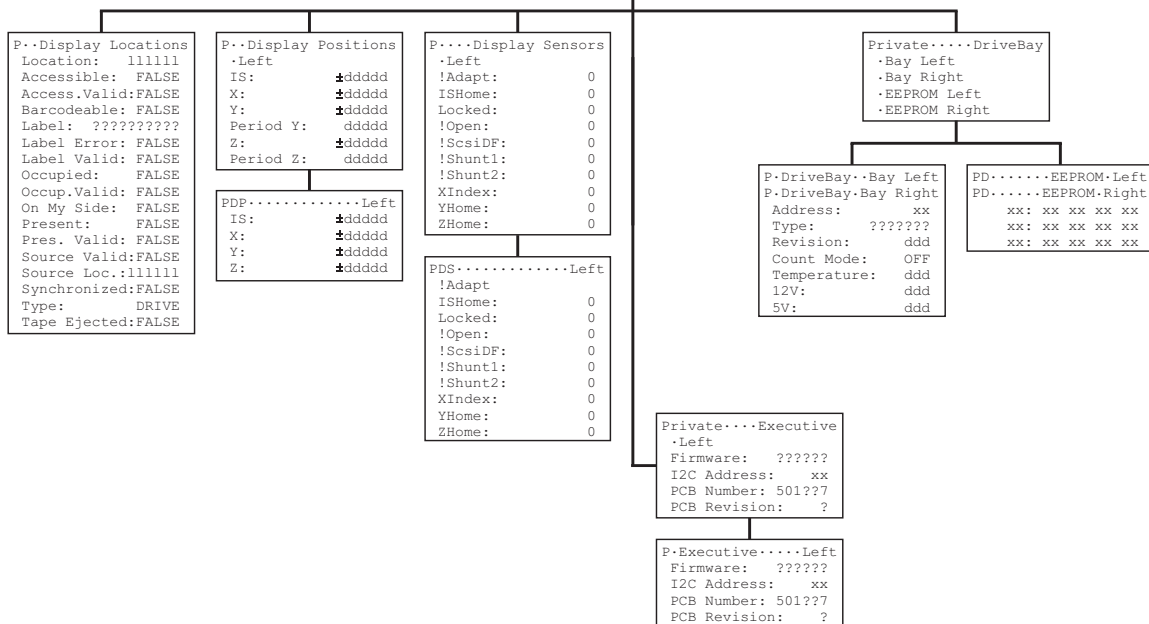 P··Display Locations
Location: llllll
Accessible: FALSE
Access.Valid:FALSE
Barcodeable: FALSE
Label: ??????????
Label Error: FALSE
Label Valid: FALSE
Occupied: FALSE
Occup.Valid: FALSE
On My Side: FALSE
Present: FALSE
Pres. Valid: FALSE
Source Valid:FALSE
Source Loc.:llllll
Synchronized:FALSE
Type: DRIVE
Tape Ejected:FALSE
P··Display Positions
·Left
IS: ±ddddd
X: ±ddddd
Y: ±ddddd
Period Y: ddddd
Z: ±ddddd
Period Z: ddddd
PDP·············Left
IS: ±ddddd
X: ±ddddd
Y: ±ddddd
Z: ±ddddd
P····Display Sensors
·Left
!Adapt: 0
ISHome: 0
Locked: 0
!Open: 0
!ScsiDF: 0
!Shunt1: 0
!Shunt2: 0
XIndex: 0
YHome: 0
ZHome: 0
PDS·············Left
!Adapt
ISHome: 0
Locked: 0
!Open: 0
!ScsiDF: 0
!Shunt1: 0
!Shunt2: 0
XIndex: 0
YHome: 0
ZHome: 0
Private·····DriveBay
·Bay Left
·Bay Right
·EEPROM Left
·EEPROM Right
P·DriveBay··Bay Left
P·DriveBay·Bay Right
Address: xx
Type: ???????
Revision: ddd
Count Mode: OFF
Temperature: ddd
12V: ddd
5V: ddd
PD·······EEPROM·Left
PD······EEPROM·Right
xx: xx xx xx xx
xx: xx xx xx xx
xx: xx xx xx xx
Private····Executive
·Left
Firmware: ??????
I2C Address: xx
PCB Number: 501??7
PCB Revision: ?
P·Executive·····Left
Firmware: ??????
I2C Address: xx
PCB Number: 501??7
PCB Revision: ?